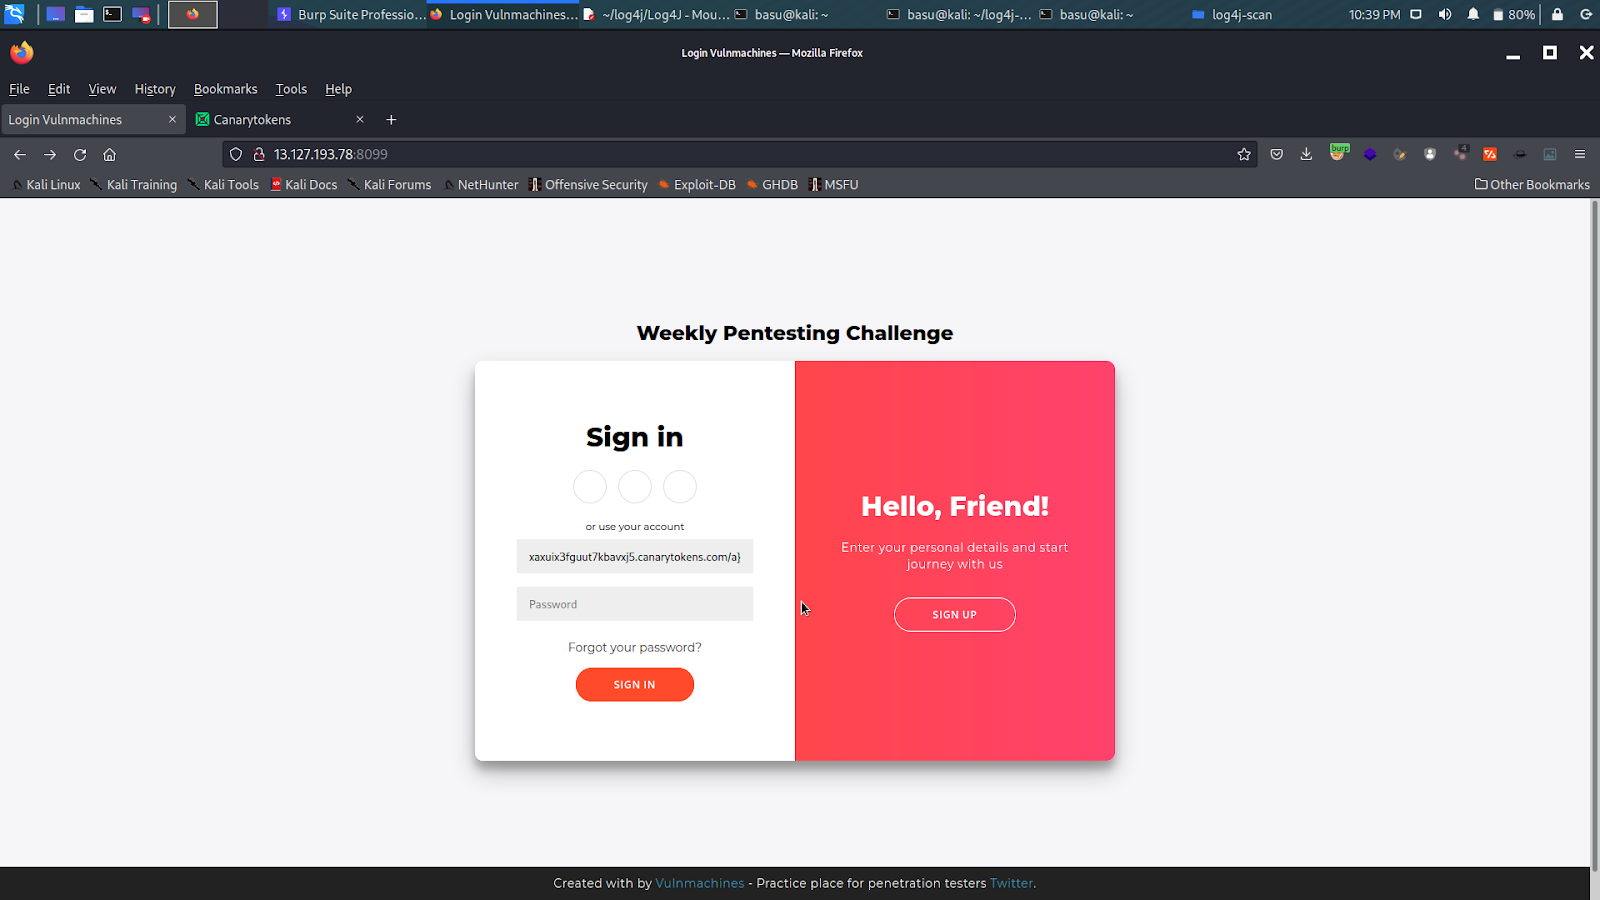 Burp Suite Professio... Login Vulnmachines... ~/log4j/Log4J - Mou... basu@kali: ~ basu@kali: ~/log4j-... basu@kali: ~ log4j-scan 10:39 PM 80%
Login Vulnmachines — Mozilla Firefox
File Edit View History Bookmarks Tools Help
Login Vulnmachines Canarytokens
13.127.193.78:8099 burp 4
Kali Linux Kali Training Kali Tools Kali Docs Kali Forums NetHunter Offensive Security Exploit-DB GHDB MSFU Other Bookmarks
Weekly Pentesting Challenge
Sign in
or use your account
xaxuix3fguut7kbavxj5.canarytokens.com/a}
Password
Forgot your password?
SIGN IN
Hello, Friend!
Enter your personal details and start
journey with us
SIGN UP
Created with by Vulnmachines - Practice place for penetration testers Twitter.